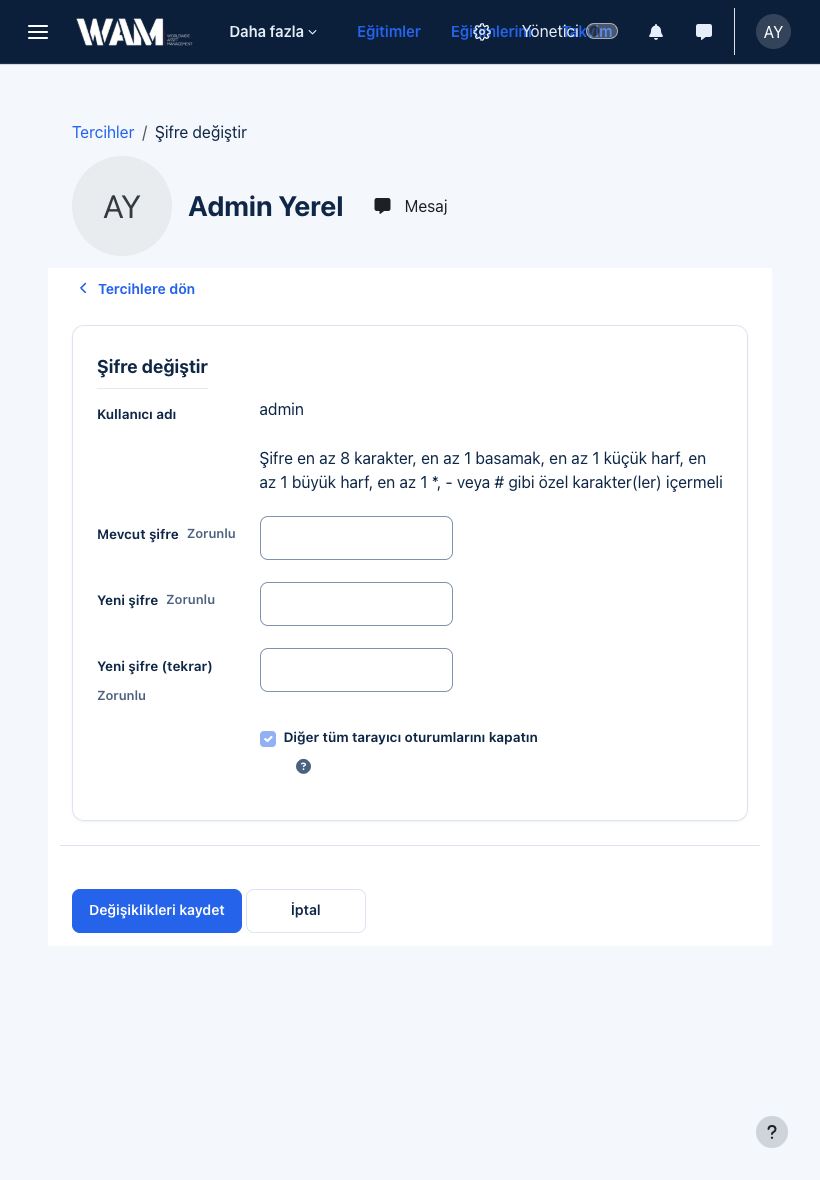 WAM WORLDWIDE ASSET MANAGEMENT
Daha fazla Eğitimler Yönetici
AY
Tercihler / Şifre değiştir
AY Admin Yerel Mesaj
Tercihlere dön
Şifre değiştir
Kullanıcı adı admin
Şifre en az 8 karakter, en az 1 basamak, en az 1 küçük harf, en
az 1 büyük harf, en az 1 *, - veya # gibi özel karakter(ler) içermeli
Mevcut şifre Zorunlu
Yeni şifre Zorunlu
Yeni şifre (tekrar)
Zorunlu
Diğer tüm tarayıcı oturumlarını kapatın
?
Değişiklikleri kaydet İptal
?